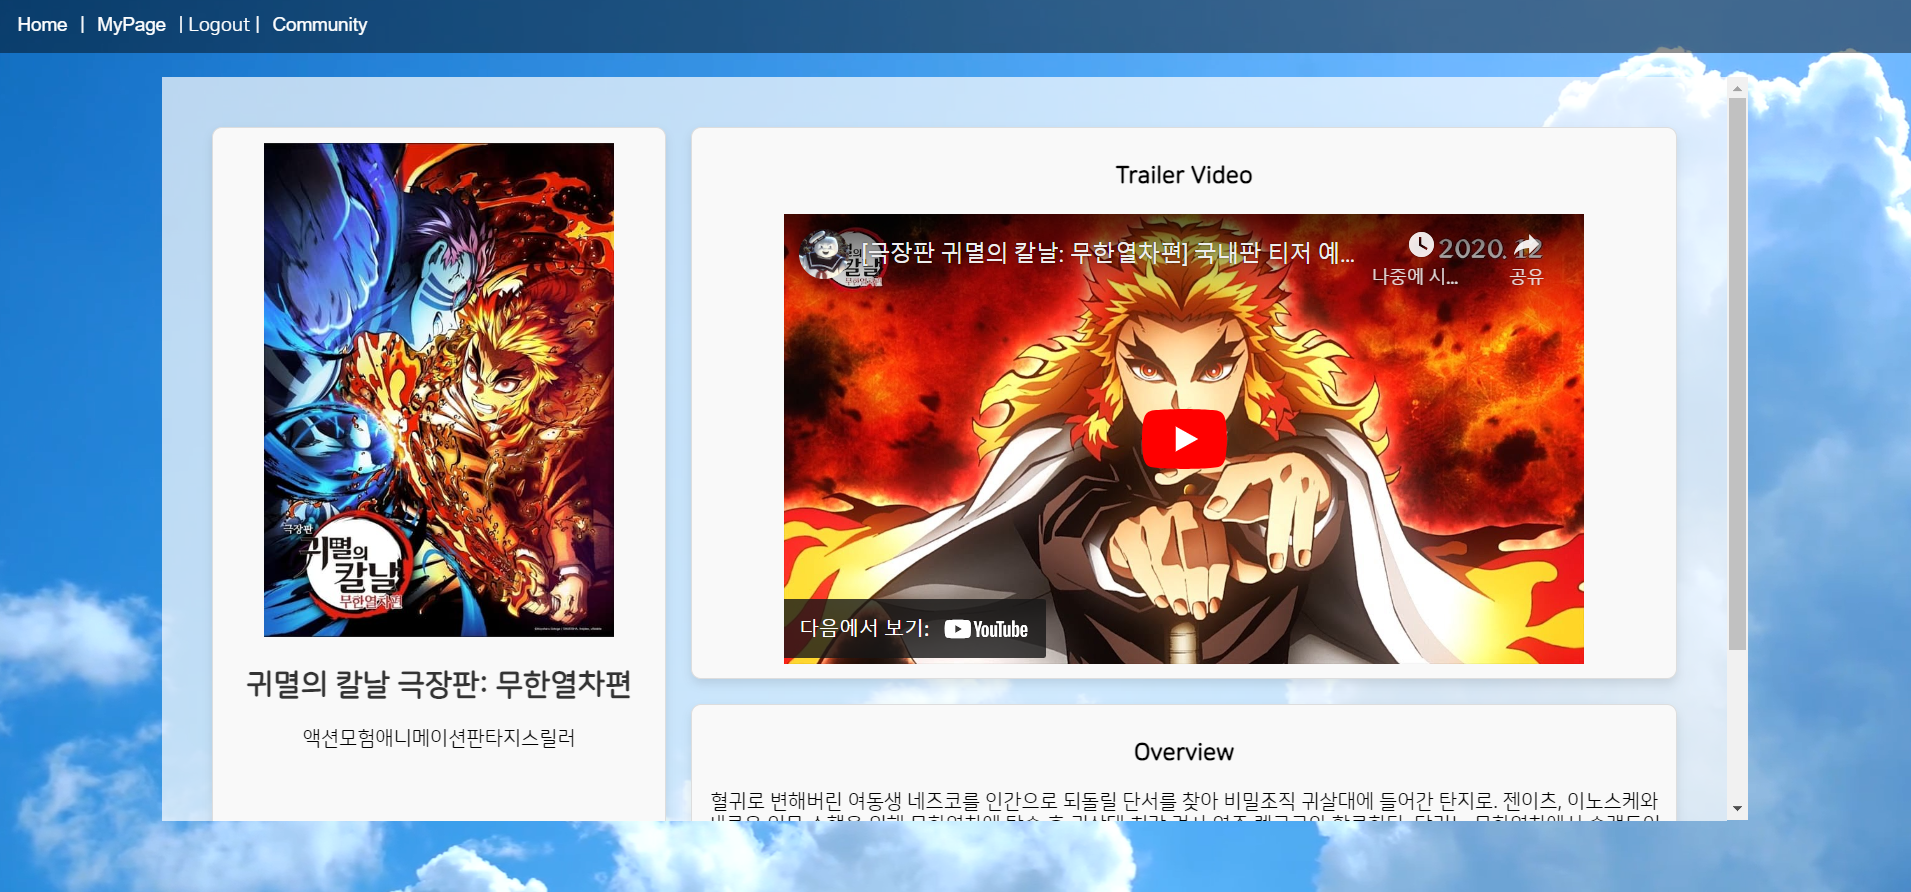 Home | MyPage | Logout | Community
극장판
귀멸의
칼날
무한열차편
귀멸의 칼날 극장판: 무한열차편
액션모험애니메이션판타지스릴러
Trailer Video
[극장판 귀멸의 칼날: 무한열차편] 국내판 티저 예...
2020. 12
나중에 시...
공유
다음에서 보기: YouTube
Overview
혈귀로 변해버린 여동생 네즈코를 인간으로 되돌릴 단서를 찾아 비밀조직 귀살대에 들어간 탄지로. 젠이츠, 이노스케와